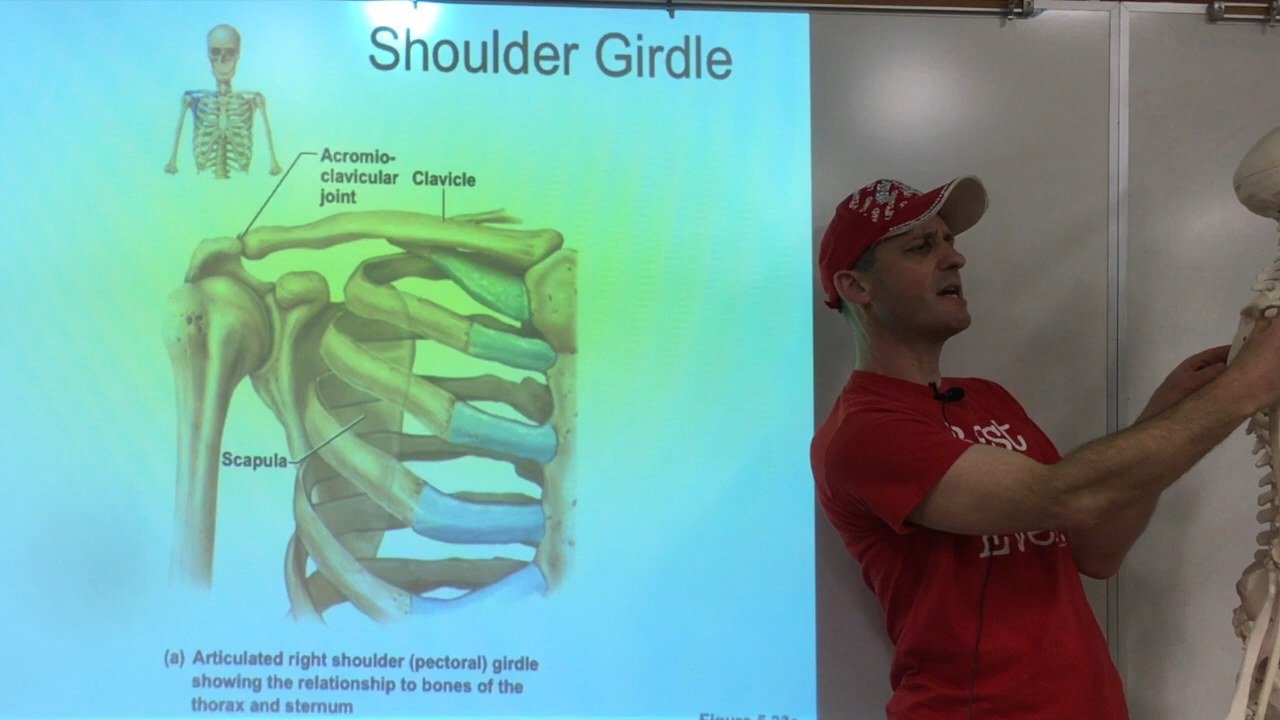 Shoulder Girdle
Acromio-
clavicular
joint
Clavicle
Scapula
(a) Articulated right shoulder (pectoral) girdle
showing the relationship to bones of the
thorax and sternum